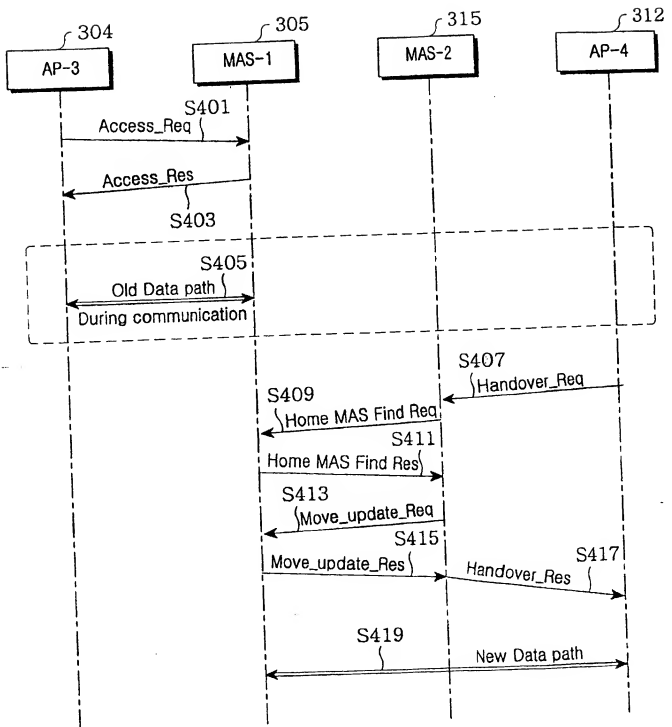 304
305
315
312
AP-3
MAS-1
MAS-2
AP-4
S401
Access_Req
Access_Res
S403
S405
Old Data path
During communication
S407
Handover_Req
S409
Home MAS Find Req
S411
Home MAS Find Res
S413
Move_update_Req
S415
Move_update_Res
S417
Handover_Res
S419
New Data path